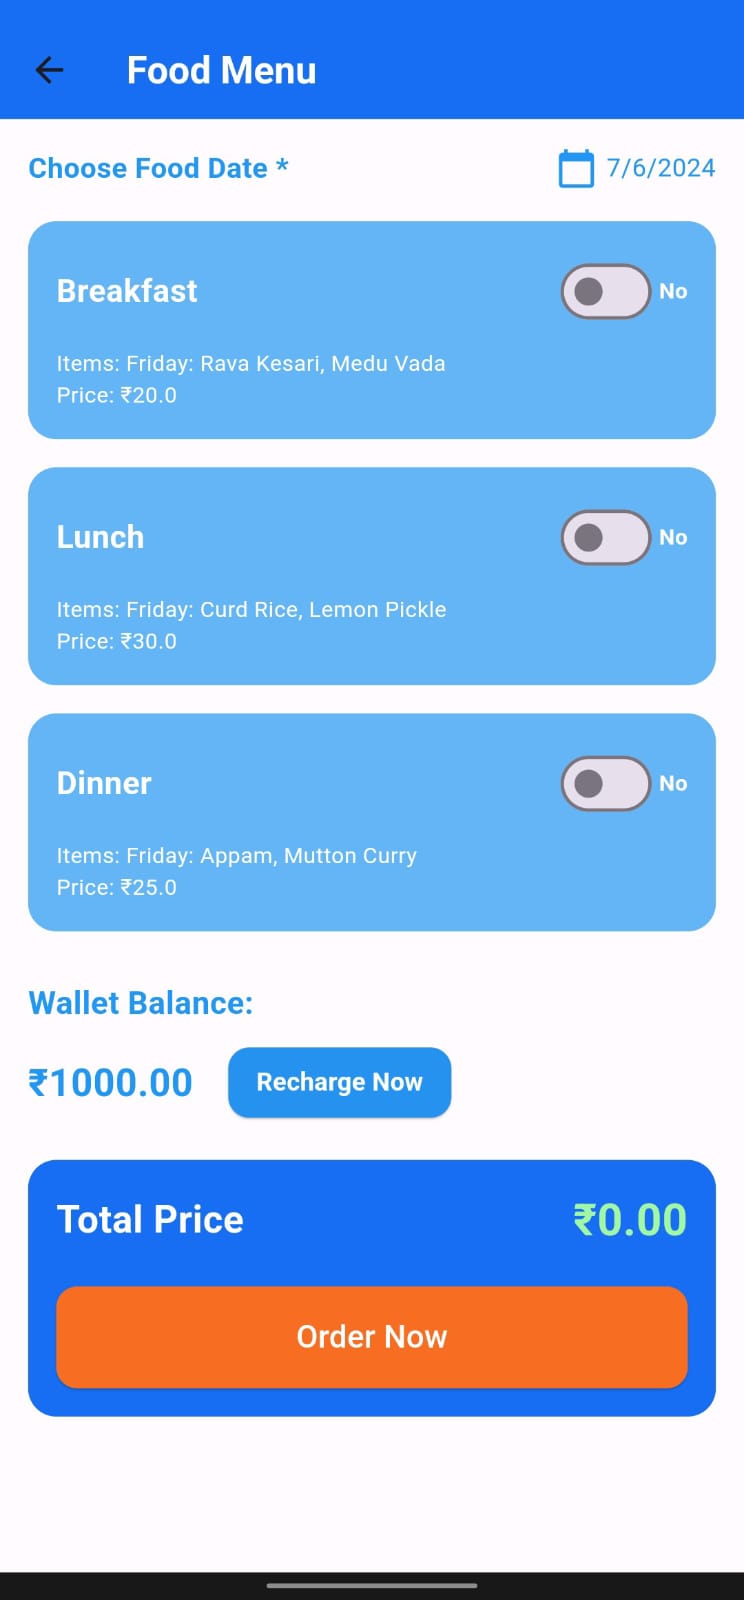 Food Menu
Choose Food Date *
7/6/2024
Breakfast
No
Items: Friday: Rava Kesari, Medu Vada
Price: ₹20.0
Lunch
No
Items: Friday: Curd Rice, Lemon Pickle
Price: ₹30.0
Dinner
No
Items: Friday: Appam, Mutton Curry
Price: ₹25.0
Wallet Balance:
₹1000.00
Recharge Now
Total Price
₹0.00
Order Now